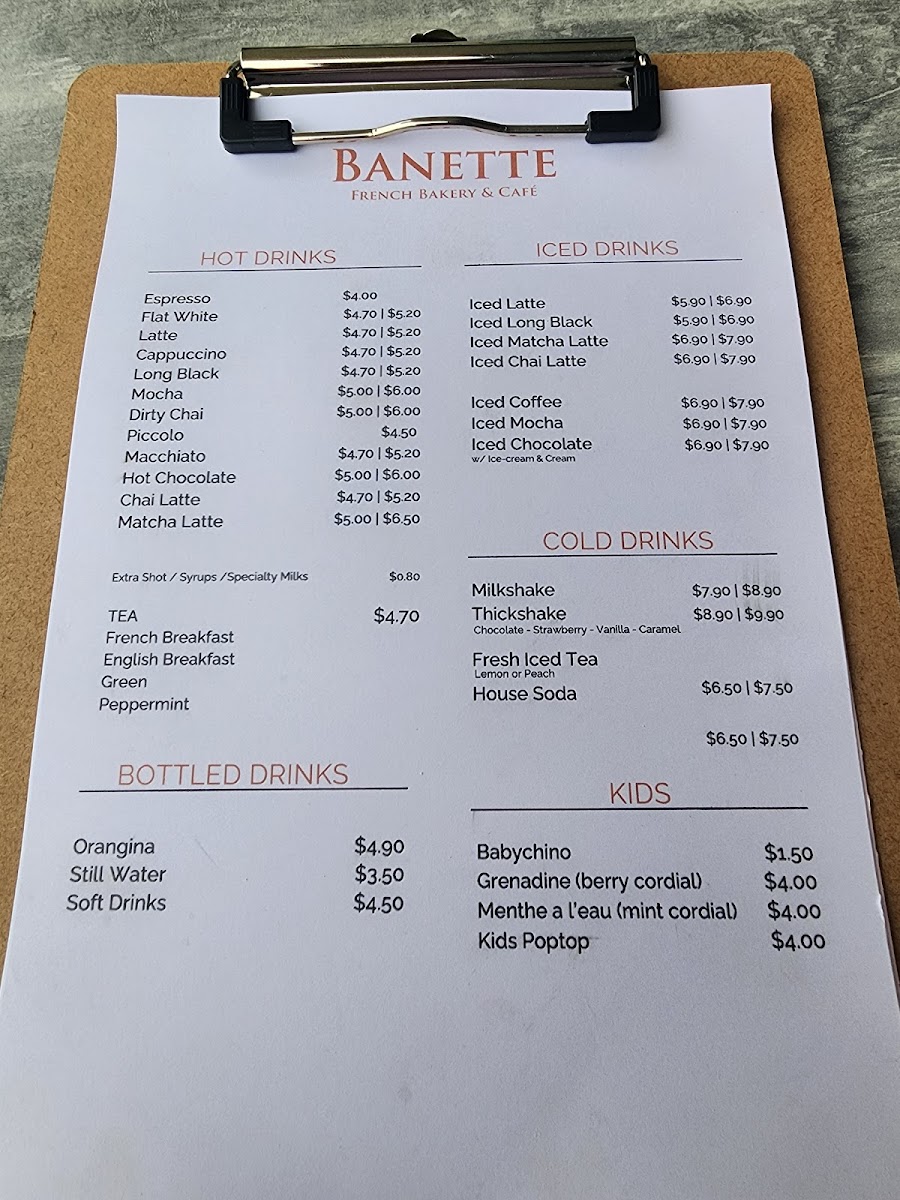 BANETTE
FRENCH BAKERY & CAFÉ
HOT DRINKS
Espresso $4.00
Flat White $4.70 | $5.20
Latte $4.70 | $5.20
Cappuccino $4.70 | $5.20
Long Black $4.70 | $5.20
Mocha $5.00 | $6.00
Dirty Chai $5.00 | $6.00
Piccolo $4.50
Macchiato $4.70 | $5.20
Hot Chocolate $5.00 | $6.00
Chai Latte $4.70 | $5.20
Matcha Latte $5.00 | $6.50
Extra Shot / Syrups /Specialty Milks $0.80
TEA $4.70
French Breakfast
English Breakfast
Green
Peppermint
BOTTLED DRINKS
Orangina $4.90
Still Water $3.50
Soft Drinks $4.50
ICED DRINKS
Iced Latte $5.90 | $6.90
Iced Long Black $5.90 | $6.90
Iced Matcha Latte $6.90 | $7.90
Iced Chai Latte $6.90 | $7.90
Iced Coffee $6.90 | $7.90
Iced Mocha $6.90 | $7.90
Iced Chocolate $6.90 | $7.90
w/ Ice-cream & Cream
COLD DRINKS
Milkshake $7.90 | $8.90
Thickshake $8.90 | $9.90
Chocolate - Strawberry - Vanilla - Caramel
Fresh Iced Tea
Lemon or Peach
House Soda $6.50 | $7.50
$6.50 | $7.50
KIDS
Babychino $1.50
Grenadine (berry cordial) $4.00
Menthe a l'eau (mint cordial) $4.00
Kids Poptop $4.00